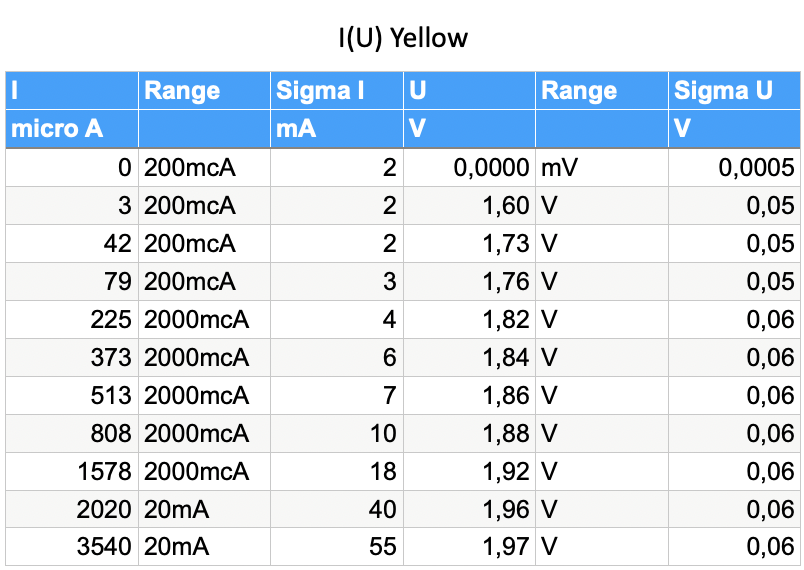 I(U) Yellow
I Range Sigma I U Range Sigma U
micro A mA V V
0 200mcA 2 0,0000 mV 0,0005
3 200mcA 2 1,60 V 0,05
42 200mcA 2 1,73 V 0,05
79 200mcA 3 1,76 V 0,05
225 2000mcA 4 1,82 V 0,06
373 2000mcA 6 1,84 V 0,06
513 2000mcA 7 1,86 V 0,06
808 2000mcA 10 1,88 V 0,06
1578 2000mcA 18 1,92 V 0,06
2020 20mA 40 1,96 V 0,06
3540 20mA 55 1,97 V 0,06